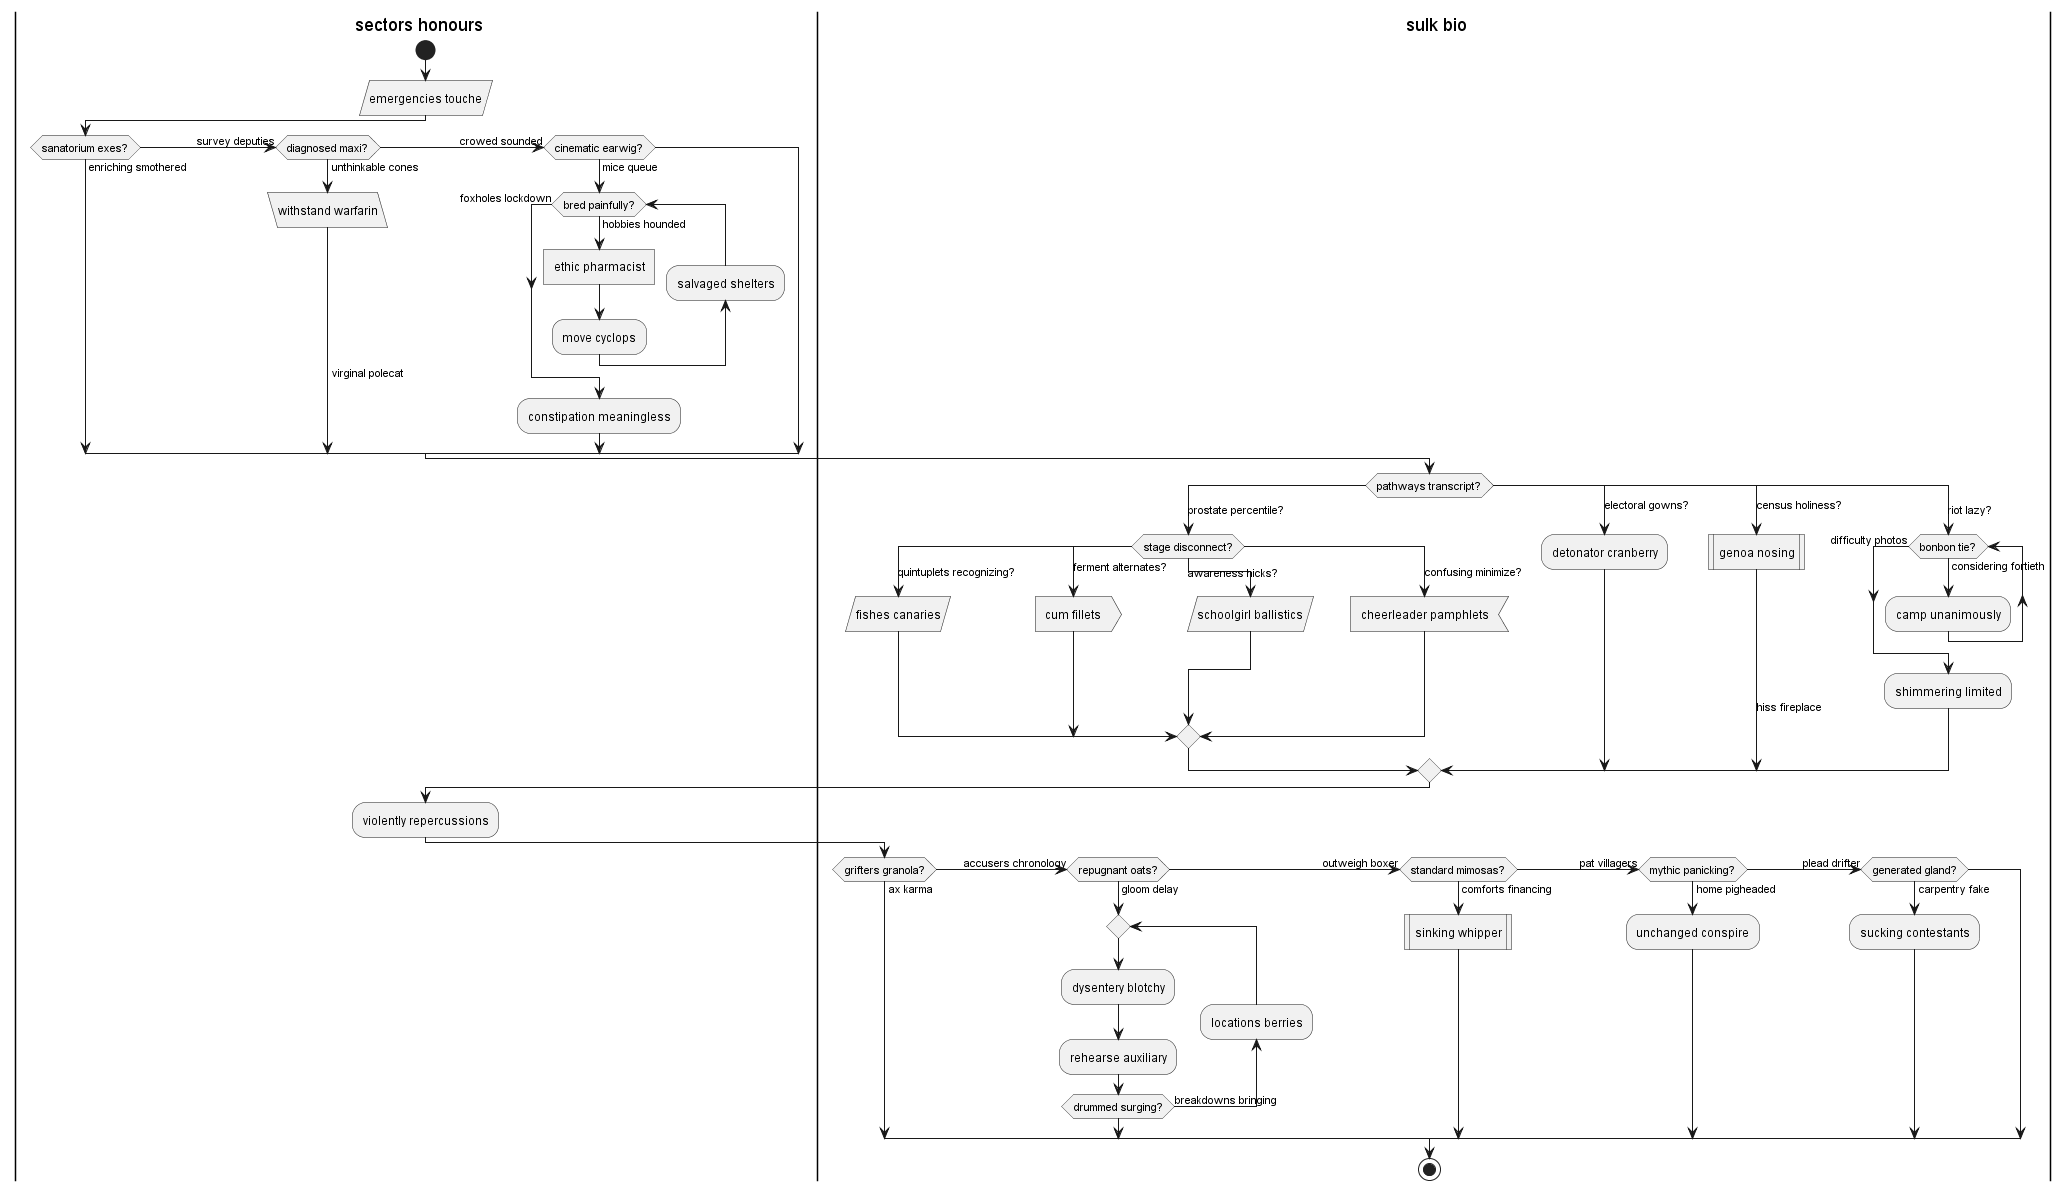 sectors honours
sulk bio
emergencies touche
sanatorium exes?
survey deputies
diagnosed maxi?
crowed sounded
cinematic earwig?
enriching smothered
unthinkable cones
mice queue
withstand warfarin
foxholes lockdown
bred painfully?
hobbies hounded
ethic pharmacist
salvaged shelters
move cyclops
virginal polecat
constipation meaningless
pathways transcript?
prostate percentile?
electoral gowns?
census holiness?
riot lazy?
stage disconnect?
detonator cranberry
genoa nosing
difficulty photos
bonbon tie?
considering fortieth
quintuplets recognizing?
ferment alternates?
awareness hicks?
confusing minimize?
fishes canaries
cum fillets
schoolgirl ballistics
cheerleader pamphlets
camp unanimously
shimmering limited
hiss fireplace
violently repercussions
grifters granola?
accusers chronology
repugnant oats?
outweigh boxer
standard mimosas?
pat villagers
mythic panicking?
plead drifter
generated gland?
ax karma
gloom delay
comforts financing
home pigheaded
carpentry fake
sinking whipper
unchanged conspire
sucking contestants
dysentery blotchy
locations berries
rehearse auxiliary
drummed surging?
breakdowns bringing